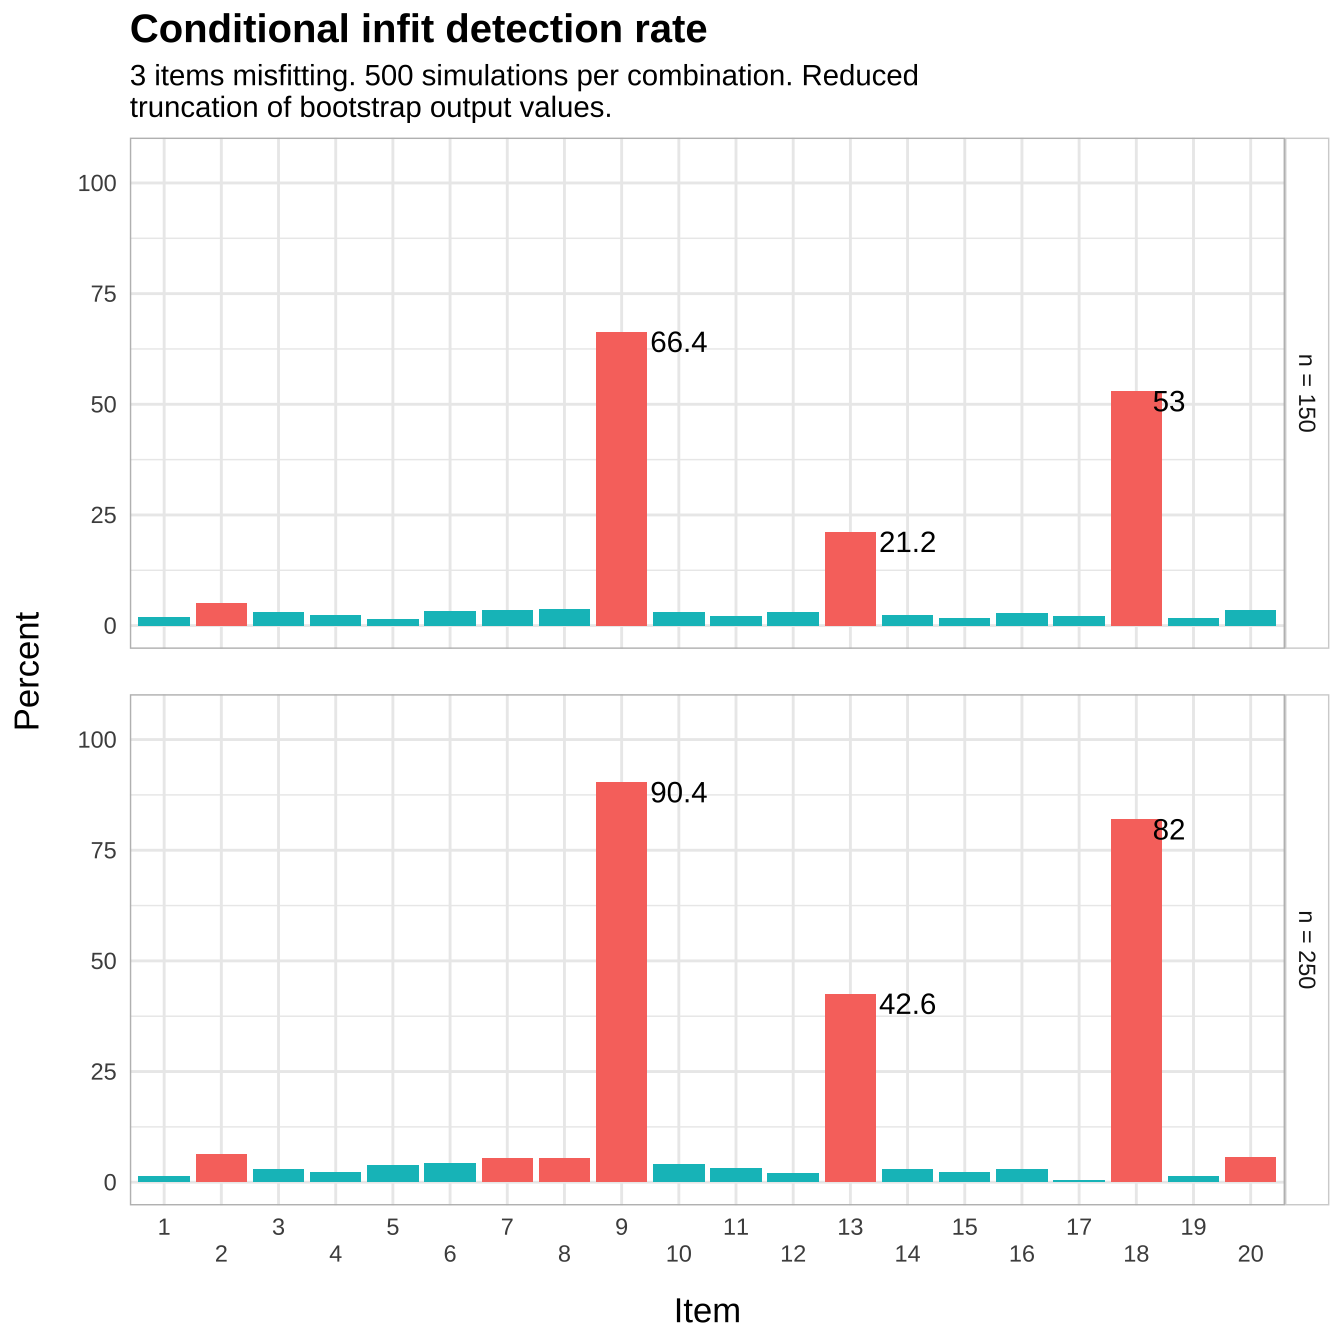 Conditional infit detection rate
3 items misfitting. 500 simulations per combination. Reduced
truncation of bootstrap output values.
Percent
100
75
50
25
0
66.4
21.2
53
n = 150
100
75
50
25
0
90.4
42.6
82
n = 250
1 3 5 7 9 11 13 15 17 19
2 4 6 8 10 12 14 16 18 20
Item